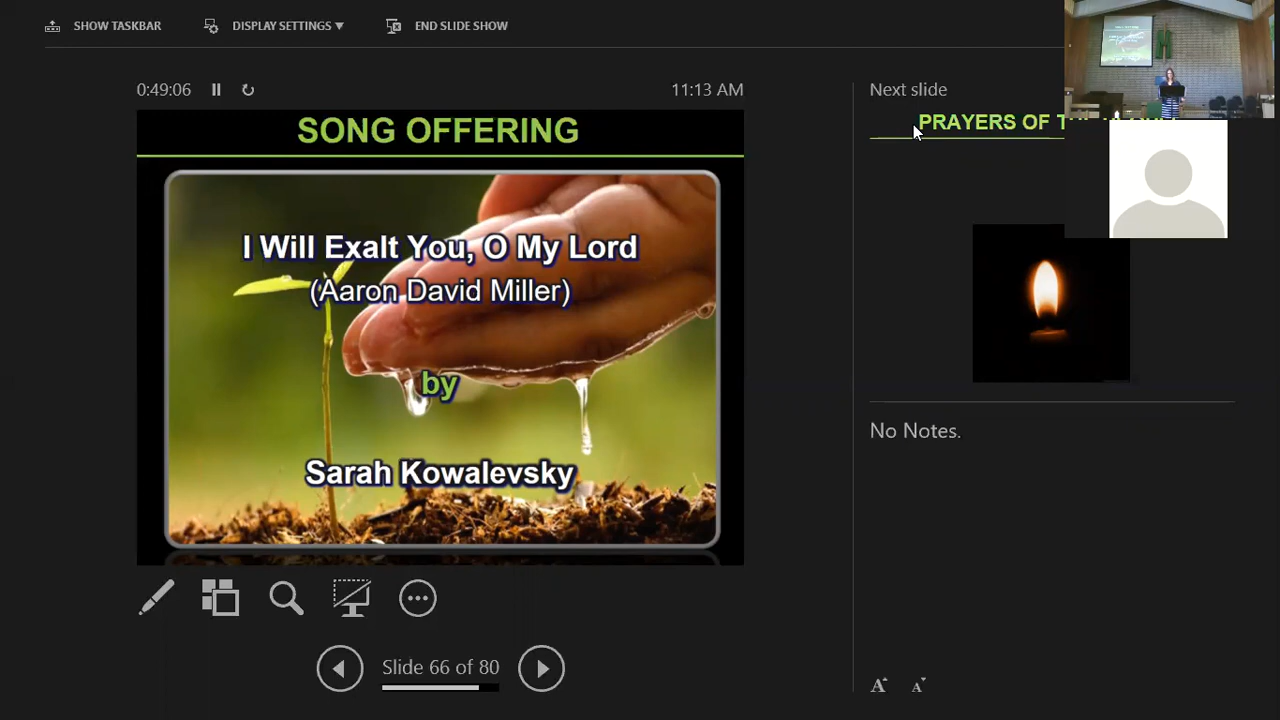 SHOW TASKBAR
DISPLAY SETTINGS
END SLIDE SHOW
0:49:06
11:13 AM
Next slide
SONG OFFERING
I Will Exalt You, O My Lord
(Aaron David Miller)
by
Sarah Kowalevsky
PRAYERS OF
No Notes.
Slide 66 of 80
A
A